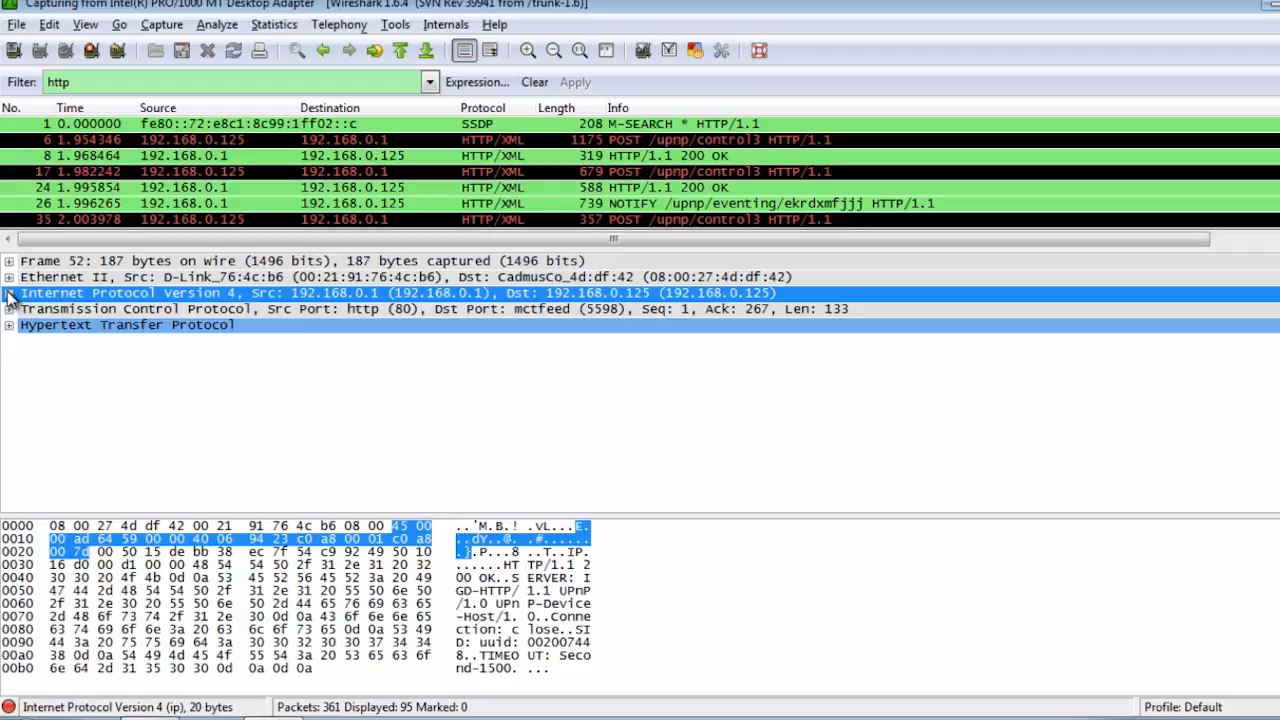 Capturing from Intel(R) PRO/1000 MT Desktop Adapter [Wireshark 1.6.4 (SVN Rev 39941 from /trunk-1.6)]
File Edit View Go Capture Analyze Statistics Telephony Tools Internals Help
Filter: http Expression... Clear Apply
No. Time Source Destination Protocol Length Info
1 0.000000 fe80::72:e8c1:8c99:1 ff02::c SSDP 208 M-SEARCH * HTTP/1.1
6 1.954346 192.168.0.125 192.168.0.1 HTTP/XML 1175 POST /upnp/control3 HTTP/1.1
8 1.968464 192.168.0.1 192.168.0.125 HTTP/XML 319 HTTP/1.1 200 OK
17 1.982242 192.168.0.125 192.168.0.1 HTTP/XML 679 POST /upnp/control3 HTTP/1.1
24 1.995854 192.168.0.1 192.168.0.125 HTTP/XML 588 HTTP/1.1 200 OK
26 1.996265 192.168.0.1 192.168.0.125 HTTP/XML 739 NOTIFY /upnp/eventing/ekrdxmfjjj HTTP/1.1
35 2.003978 192.168.0.125 192.168.0.1 HTTP/XML 357 POST /upnp/control3 HTTP/1.1
Frame 52: 187 bytes on wire (1496 bits), 187 bytes captured (1496 bits)
Ethernet II, Src: D-Link_76:4c:b6 (00:21:91:76:4c:b6), Dst: CadmusCo_4d:df:42 (08:00:27:4d:df:42)
Internet Protocol Version 4, Src: 192.168.0.1 (192.168.0.1), Dst: 192.168.0.125 (192.168.0.125)
Transmission Control Protocol, Src Port: http (80), Dst Port: mctfeed (5598), Seq: 1, Ack: 267, Len: 133
Hypertext Transfer Protocol
0000 08 00 27 4d df 42 00 21 91 76 4c b6 08 00 45 00 ..'M.B.! .vL...E.
0010 00 ad 64 59 00 00 40 06 94 23 c0 a8 00 01 c0 a8 ..dY..@. .#......
0020 00 7d 00 50 15 de bb 38 ec 7f 54 c9 92 49 50 10 .}.P...8 ..T..IP.
0030 16 d0 00 d1 00 00 48 54 54 50 2f 31 2e 31 20 32 ......HT TP/1.1 2
0040 30 30 20 4f 4b 0d 0a 53 45 52 56 45 52 3a 20 49 00 OK..S ERVER: I
0050 47 44 2d 48 54 54 50 2f 31 2e 31 20 55 50 6e 50 GD-HTTP/ 1.1 UPnP
0060 2f 31 2e 30 20 55 50 6e 50 2d 44 65 76 69 63 65 /1.0 UPn P-Device
0070 2d 48 6f 73 74 2f 31 2e 30 0d 0a 43 6f 6e 6e 65 -Host/1. 0..Conne
0080 63 74 69 6f 6e 3a 20 63 6c 6f 73 65 0d 0a 53 49 ction: c lose..SI
0090 44 3a 20 75 75 69 64 3a 30 30 32 30 30 37 34 34 D: uuid: 00200744
00a0 38 0d 0a 54 49 4d 45 4f 55 54 3a 20 53 65 63 6f 8..TIMEO UT: Seco
00b0 6e 64 2d 31 35 30 30 0d 0a 0d 0a nd-1500. ...
Internet Protocol Version 4 (ip), 20 bytes Packets: 361 Displayed: 95 Marked: 0 Profile: Default